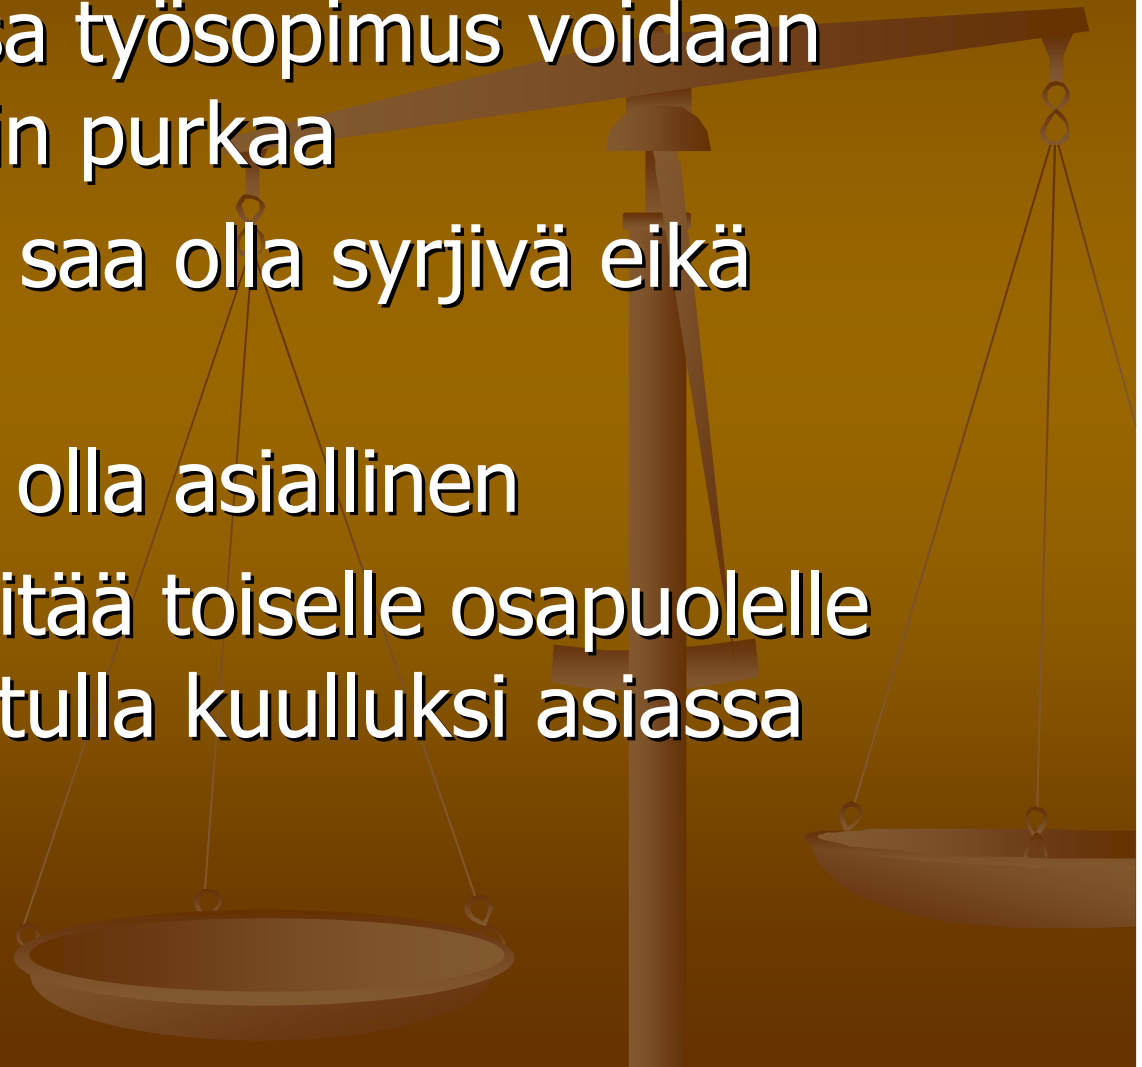 sa työsopimus voidaan
in purkaa
saa olla syrjivä eikä
olla asiallinen
itää toiselle osapuolelle
tulla kuulluksi asiassa